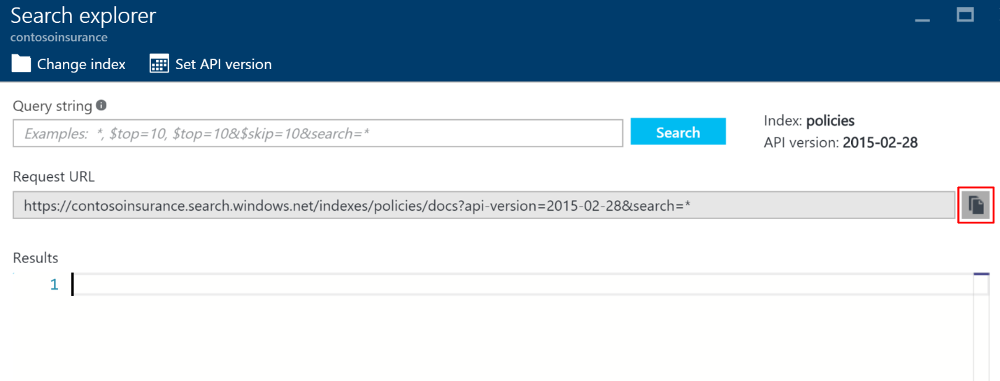 Search explorer
contosoinsurance
Change index
Set API version
Query string
Examples: *, $top=10, $top=10&$skip=10&search=*
Search
Index: policies
API version: 2015-02-28
Request URL
https://contosoinsurance.search.windows.net/indexes/policies/docs?api-version=2015-02-28&search=*
Results
1